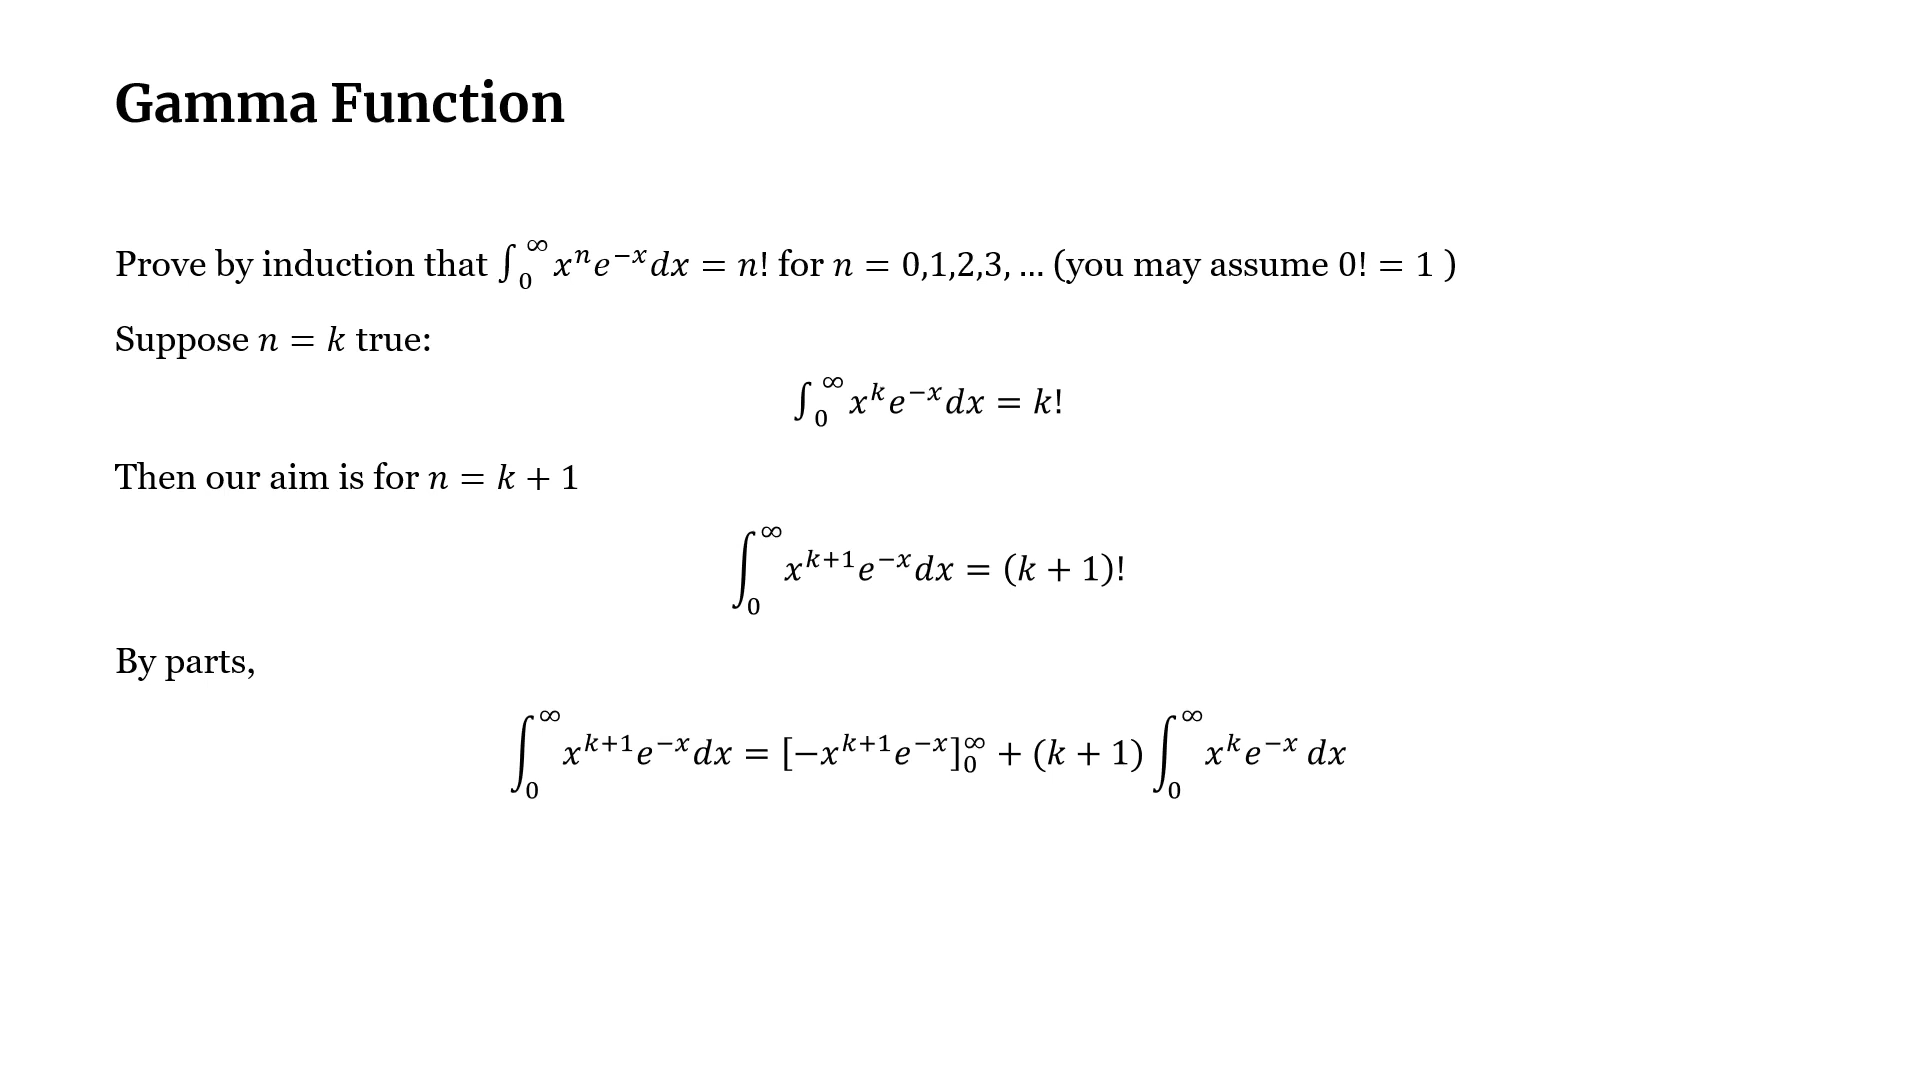 Gamma Function
Prove by induction that ∫₀^∞ xⁿe⁻ˣdx = n! for n = 0,1,2,3, … (you may assume 0! = 1 )
Suppose n = k true:
∫₀^∞ xᵏe⁻ˣdx = k!
Then our aim is for n = k + 1
∫₀^∞ xᵏ⁺¹e⁻ˣdx = (k + 1)!
By parts,
∫₀^∞ xᵏ⁺¹e⁻ˣdx = [−xᵏ⁺¹e⁻ˣ]₀^∞ + (k + 1) ∫₀^∞ xᵏe⁻ˣ dx